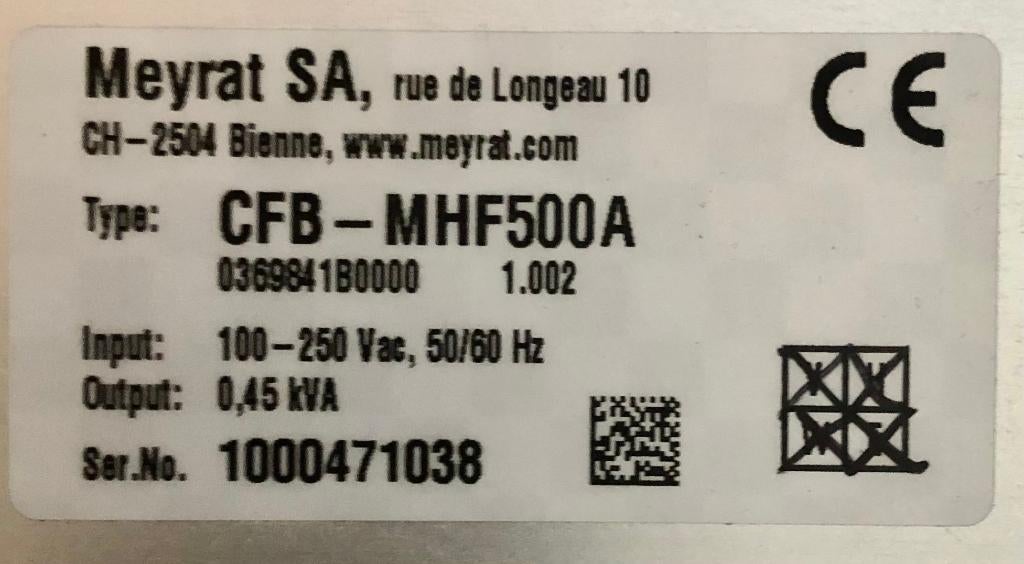 Meyrat SA, rue de Longeau 10
CH-2504 Bienne, www.meyrat.com
CE
Type: CFB-MHF500A
0369841B0000 1.002
Input: 100-250 Vac, 50/60 Hz
Output: 0,45 kVA
Ser.No. 1000471038